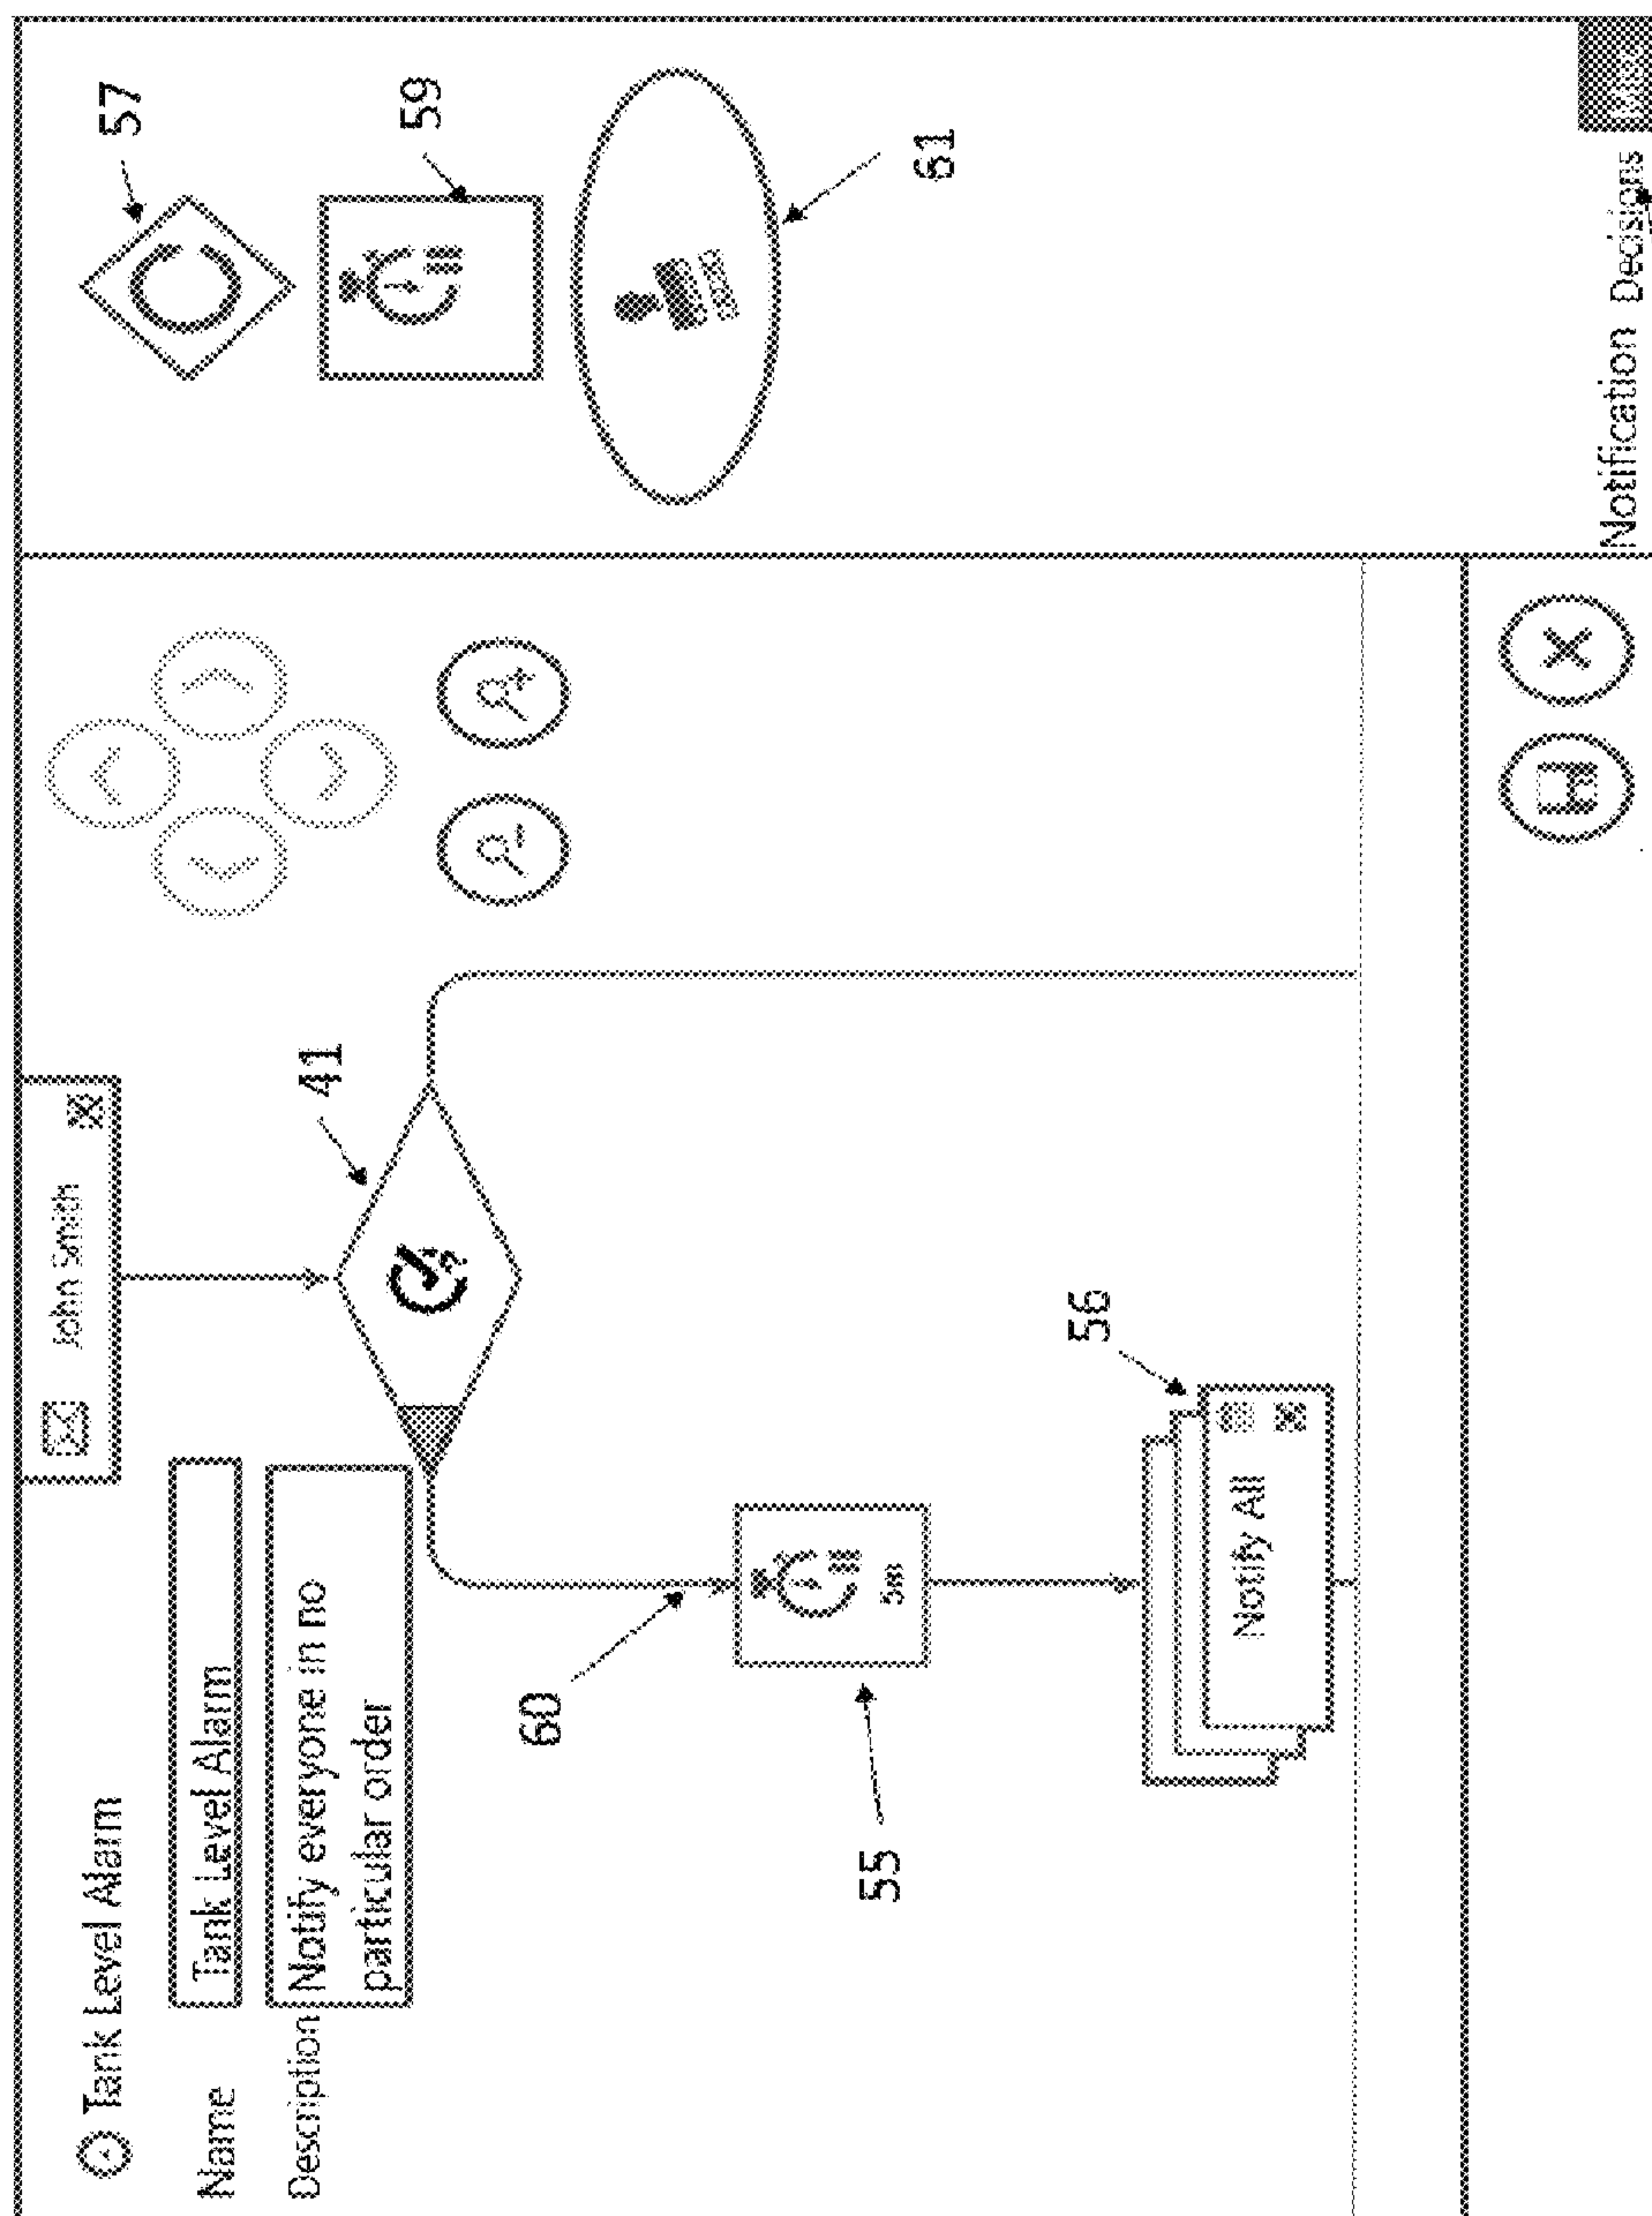 Tank Level Alarm
Name
Tank Level Alarm
Description
Notify everyone in no
particular order
John Smith
41
60
55
5m
56
Notify All
57
59
61
Notification Decisions